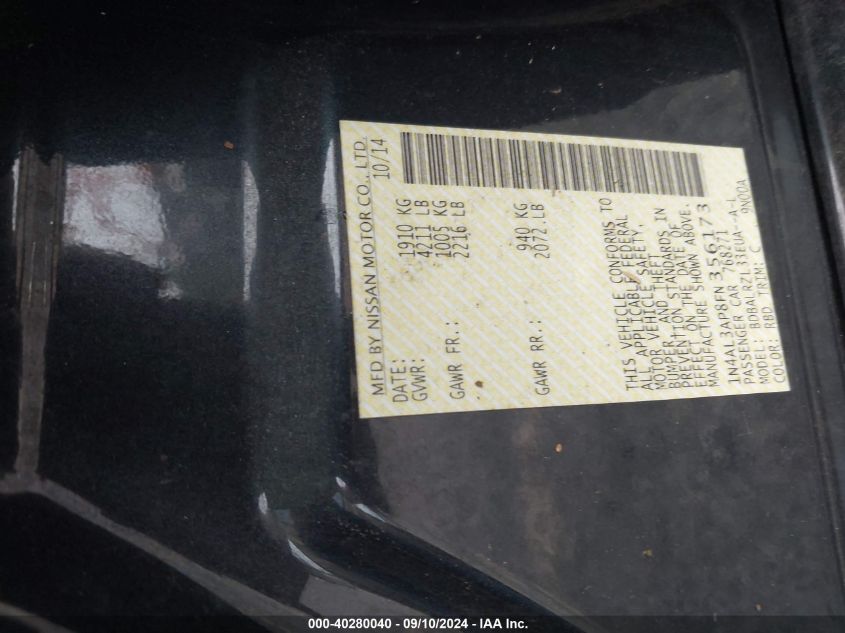 MFD BY NISSAN MOTOR CO., LTD.
DATE: 10/14
GVWR: 1910 KG
4211 LB
GAWR FR.: 1005 KG
2216 LB
GAWR RR.: 940 KG
2072 LB
THIS VEHICLE CONFORMS TO
ALL APPLICABLE FEDERAL
MOTOR VEHICLE SAFETY,
BUMPER, AND THEFT
PREVENTION STANDARDS IN
EFFECT ON THE DATE OF
MANUFACTURE SHOWN ABOVE.
1N4AL3AP8FN356173
PASSENGER CAR 768271
MODEL: BDBALRZL33EUA--A-L
COLOR: RBD TRIM: C
000-40280040 - 09/10/2024 - IAA Inc.